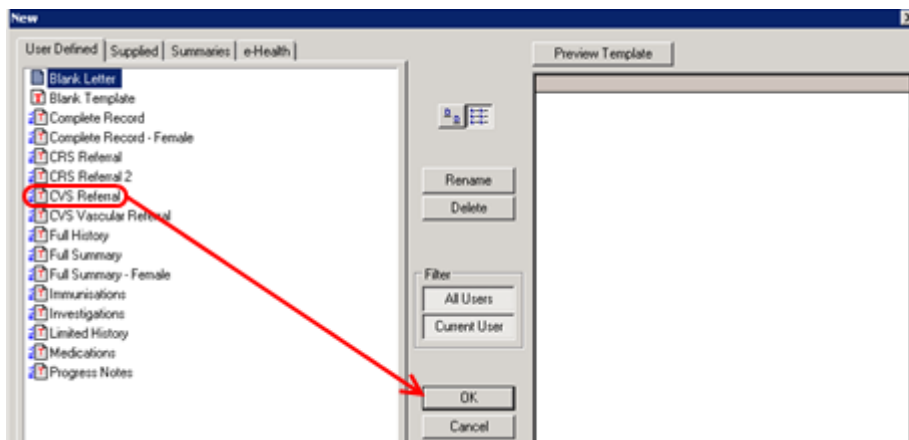 New
User Defined
Supplied
Summaries
e-Health
Preview Template
Blank Letter
Blank Template
Complete Record
Complete Record - Female
CRS Referral
CRS Referral 2
CVS Referral
CVS Vascular Referral
Full History
Full Summary
Full Summary - Female
Immunisations
Investigations
Limited History
Medications
Progress Notes
Rename
Delete
Filter
All Users
Current User
OK
Cancel